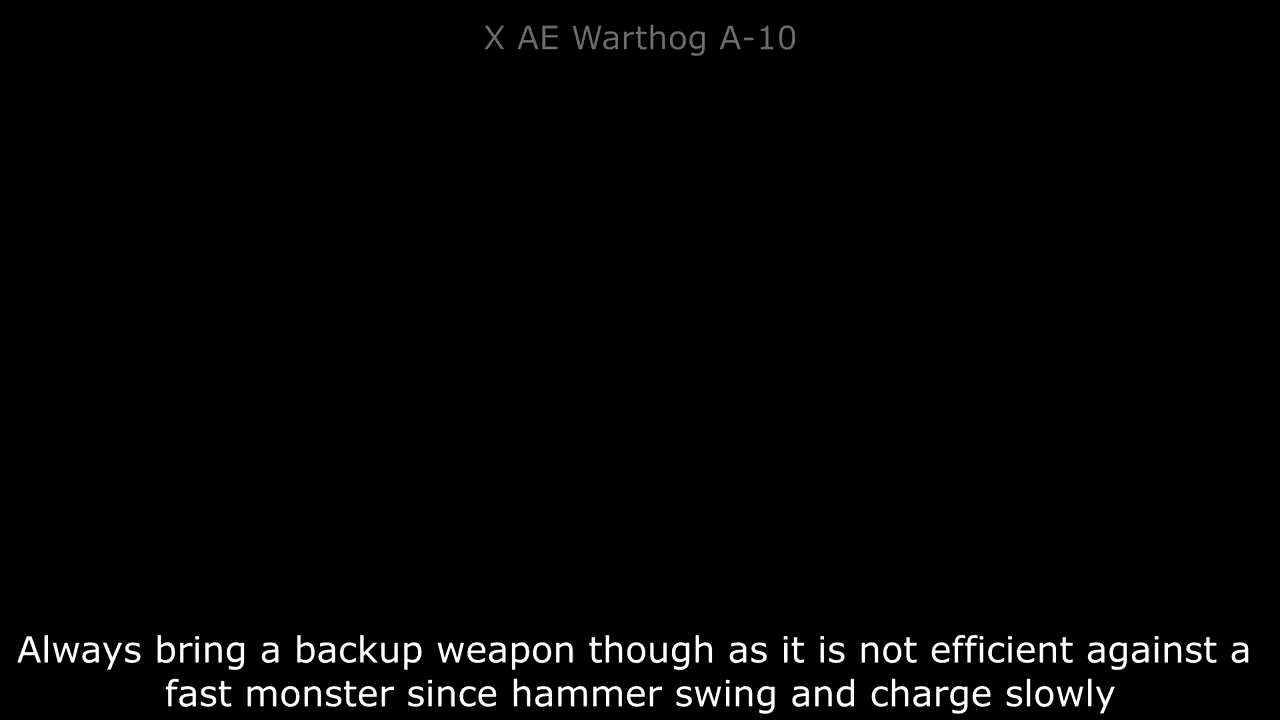 X AE Warthog A-10
Always bring a backup weapon though as it is not efficient against a
fast monster since hammer swing and charge slowly